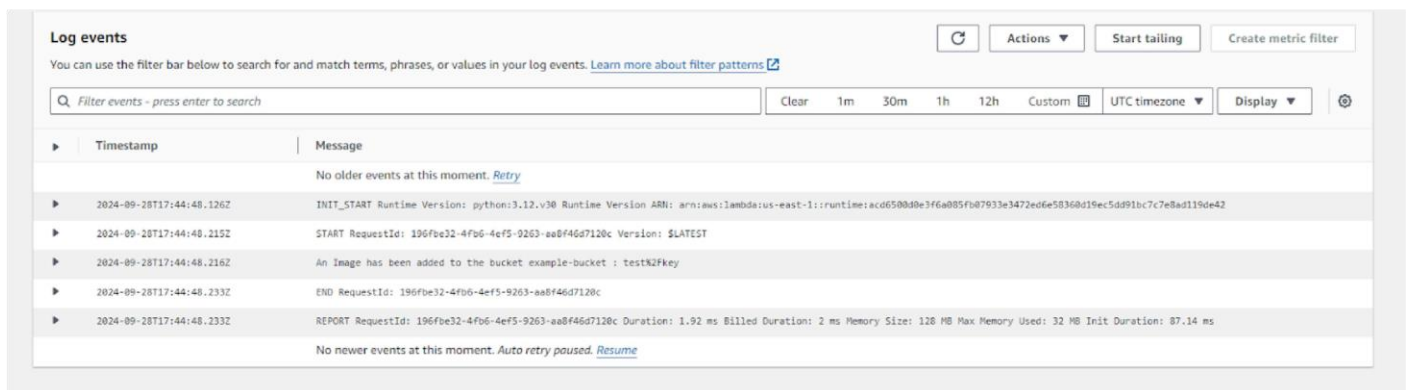 Log events
Actions ▼
Start tailing
Create metric filter
You can use the filter bar below to search for and match terms, phrases, or values in your log events. Learn more about filter patterns
Filter events - press enter to search
Clear 1m 30m 1h 12h Custom UTC timezone ▼ Display ▼
Timestamp Message
No older events at this moment. Retry
2024-09-28T17:44:48.126Z INIT_START Runtime Version: python:3.12.v30 Runtime Version ARN: arn:aws:lambda:us-east-1::runtime:acd6500d0e3f6a085fb07933e3472ed6e58360d19ec5dd91bc7c7e8ad119de42
2024-09-28T17:44:48.215Z START RequestId: 196fbe32-4fb6-4ef5-9263-aa8f46d7120c Version: $LATEST
2024-09-28T17:44:48.216Z An Image has been added to the bucket example-bucket : test%2Fkey
2024-09-28T17:44:48.233Z END RequestId: 196fbe32-4fb6-4ef5-9263-aa8f46d7120c
2024-09-28T17:44:48.233Z REPORT RequestId: 196fbe32-4fb6-4ef5-9263-aa8f46d7120c Duration: 1.92 ms Billed Duration: 2 ms Memory Size: 128 MB Max Memory Used: 32 MB Init Duration: 87.14 ms
No newer events at this moment. Auto retry paused. Resume